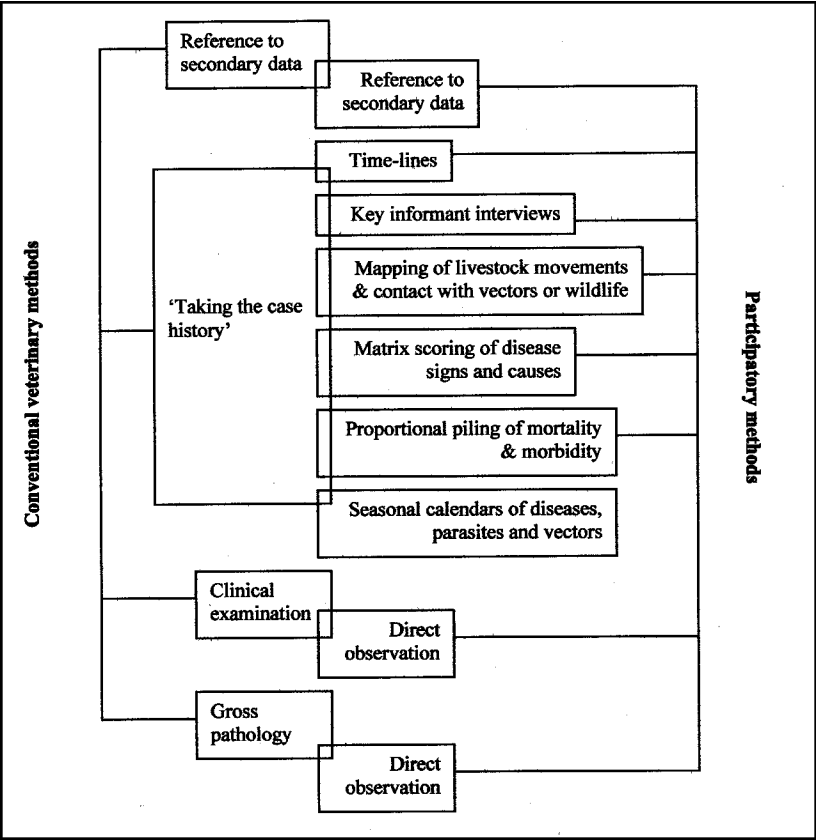 Conventional veterinary methods
Reference to
secondary data
Reference to
secondary data
Time-lines
Key informant interviews
Mapping of livestock movements
& contact with vectors or wildlife
‘Taking the case
history’
Matrix scoring of disease
signs and causes
Proportional piling of mortality
& morbidity
Seasonal calendars of diseases,
parasites and vectors
Clinical
examination
Direct
observation
Gross
pathology
Direct
observation
Participatory methods